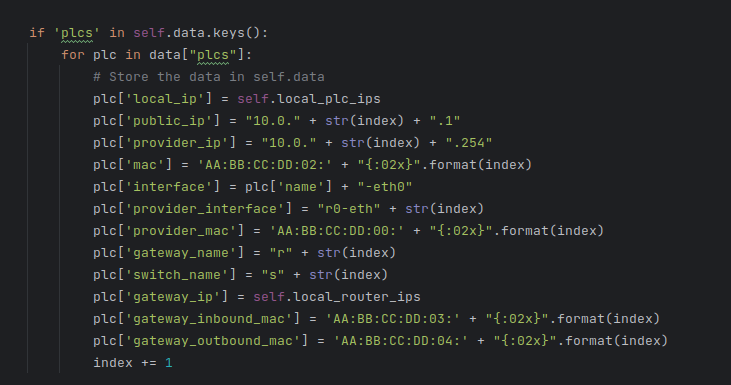 if 'plcs' in self.data.keys():
    for plc in data["plcs"]:
        # Store the data in self.data
        plc['local_ip'] = self.local_plc_ips
        plc['public_ip'] = "10.0." + str(index) + ".1"
        plc['provider_ip'] = "10.0." + str(index) + ".254"
        plc['mac'] = 'AA:BB:CC:DD:02:' + "{:02x}".format(index)
        plc['interface'] = plc['name'] + "-eth0"
        plc['provider_interface'] = "r0-eth" + str(index)
        plc['provider_mac'] = 'AA:BB:CC:DD:00:' + "{:02x}".format(index)
        plc['gateway_name'] = "r" + str(index)
        plc['switch_name'] = "s" + str(index)
        plc['gateway_ip'] = self.local_router_ips
        plc['gateway_inbound_mac'] = 'AA:BB:CC:DD:03:' + "{:02x}".format(index)
        plc['gateway_outbound_mac'] = 'AA:BB:CC:DD:04:' + "{:02x}".format(index)
        index += 1